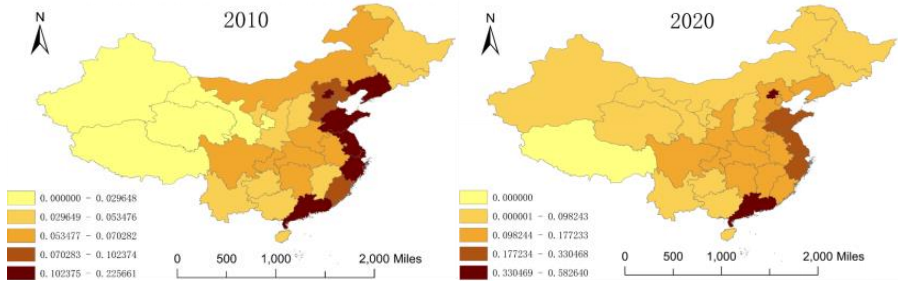 N
2010
0.000000 - 0.029648
0.029649 - 0.053476
0.053477 - 0.070282
0.070283 - 0.102374
0.102375 - 0.225661
0 500 1,000 2,000 Miles
N
2020
0.000000
0.000001 - 0.098243
0.098244 - 0.177233
0.177234 - 0.330468
0.330469 - 0.582640
0 500 1,000 2,000 Miles